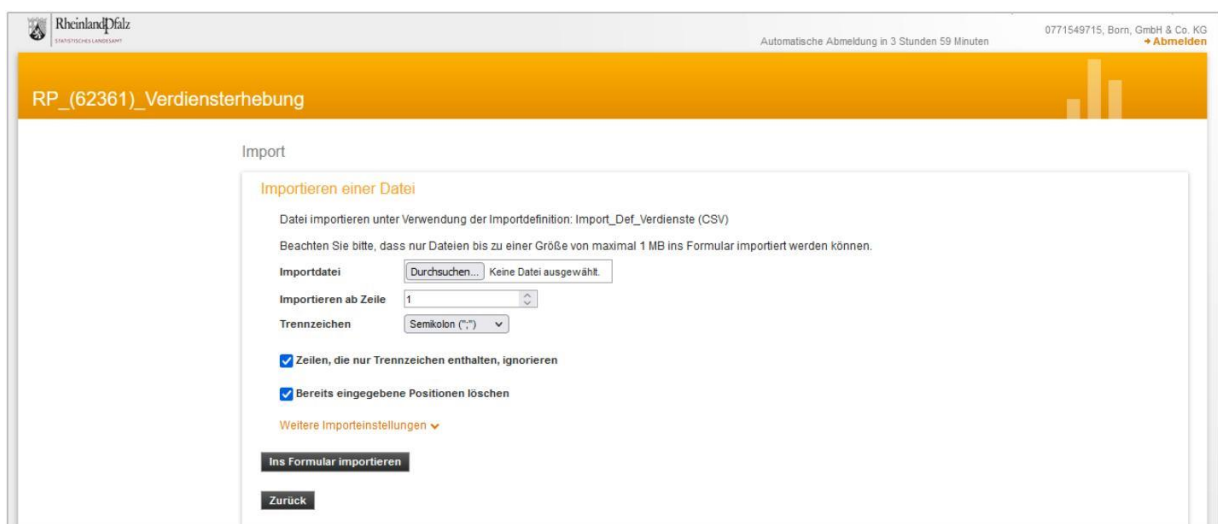 RheinlandPfalz
STATISTISCHES LANDESAMT
Automatische Abmeldung in 3 Stunden 59 Minuten
0771549715, Born, GmbH & Co. KG
Abmelden
RP_(62361)_Verdiensterhebung
Import
Importieren einer Datei
Datei importieren unter Verwendung der Importdefinition: Import_Def_Verdienste (CSV)
Beachten Sie bitte, dass nur Dateien bis zu einer Größe von maximal 1 MB ins Formular importiert werden können.
Importdatei Durchsuchen... Keine Datei ausgewählt.
Importieren ab Zeile 1
Trennzeichen Semikolon (";")
Zeilen, die nur Trennzeichen enthalten, ignorieren
Bereits eingegebene Positionen löschen
Weitere Importeinstellungen
Ins Formular importieren
Zurück